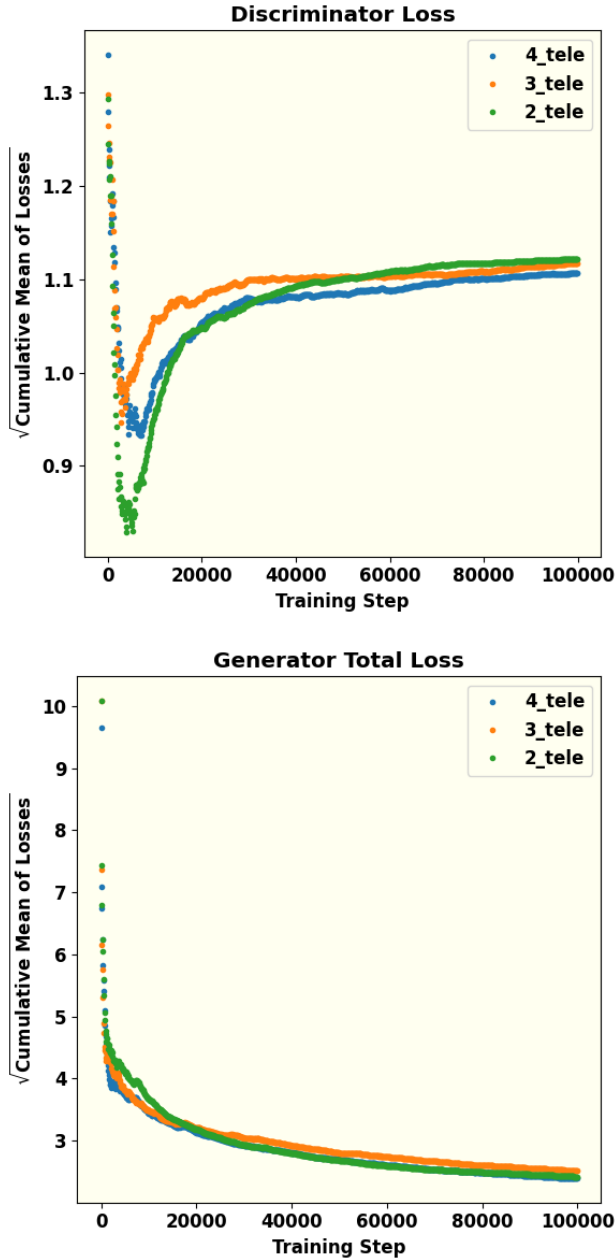 Discriminator Loss
√Cumulative Mean of Losses
1.3
1.2
1.1
1.0
0.9
4_tele
3_tele
2_tele
0 20000 40000 60000 80000 100000
Training Step
Generator Total Loss
√Cumulative Mean of Losses
10
9
8
7
6
5
4
3
4_tele
3_tele
2_tele
0 20000 40000 60000 80000 100000
Training Step